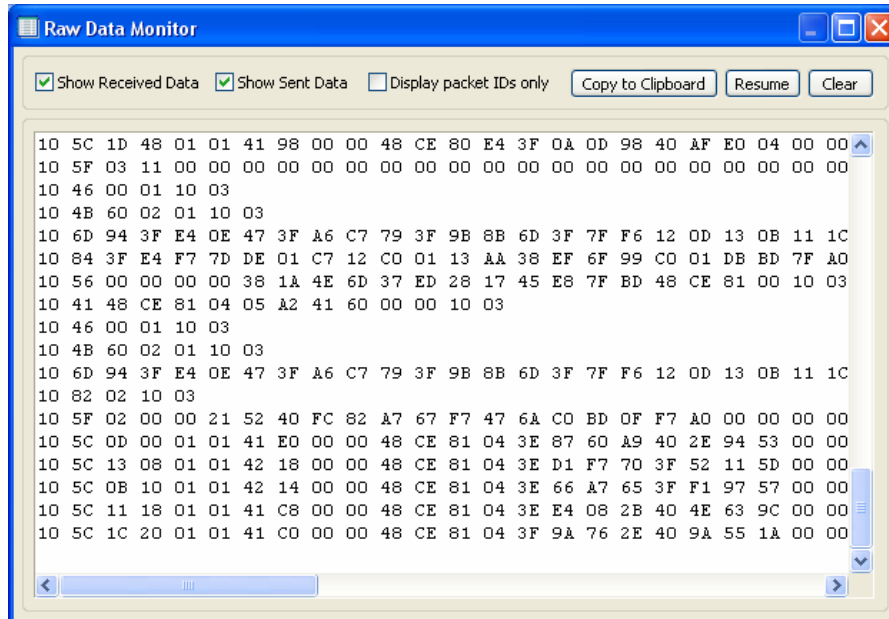 Raw Data Monitor
Show Received Data Show Sent Data Display packet IDs only Copy to Clipboard Resume Clear
10 5C 1D 48 01 01 41 98 00 00 48 CE 80 E4 3F 0A 0D 98 40 AF E0 04 00 00
10 5F 03 11 00 00 00 00 00 00 00 00 00 00 00 00 00 00 00 00 00 00 00 00
10 46 00 01 10 03
10 4B 60 02 01 10 03
10 6D 94 3F E4 0E 47 3F A6 C7 79 3F 9B 8B 6D 3F 7F F6 12 0D 13 0B 11 1C
10 84 3F E4 F7 7D DE 01 C7 12 C0 01 13 AA 38 EF 6F 99 C0 01 DB BD 7F A0
10 56 00 00 00 00 38 1A 4E 6D 37 ED 28 17 45 E8 7F BD 48 CE 81 00 10 03
10 41 48 CE 81 04 05 A2 41 60 00 00 10 03
10 46 00 01 10 03
10 4B 60 02 01 10 03
10 6D 94 3F E4 0E 47 3F A6 C7 79 3F 9B 8B 6D 3F 7F F6 12 0D 13 0B 11 1C
10 82 02 10 03
10 5F 02 00 00 21 52 40 FC 82 A7 67 F7 47 6A C0 BD 0F F7 A0 00 00 00 00
10 5C 0D 00 01 01 41 E0 00 00 48 CE 81 04 3E 87 60 A9 40 2E 94 53 00 00
10 5C 13 08 01 01 42 18 00 00 48 CE 81 04 3E D1 F7 70 3F 52 11 5D 00 00
10 5C 0B 10 01 01 42 14 00 00 48 CE 81 04 3E 66 A7 65 3F F1 97 57 00 00
10 5C 11 18 01 01 41 C8 00 00 48 CE 81 04 3E E4 08 2B 40 4E 63 9C 00 00
10 5C 1C 20 01 01 41 C0 00 00 48 CE 81 04 3F 9A 76 2E 40 9A 55 1A 00 00